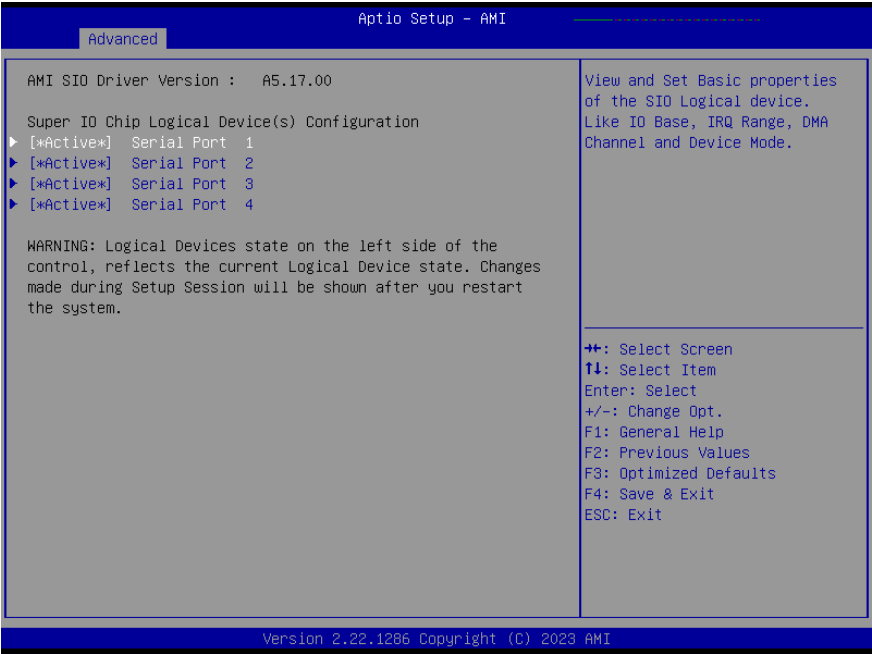 Aptio Setup – AMI
Advanced
AMI SIO Driver Version :   A5.17.00
Super IO Chip Logical Device(s) Configuration
[*Active*]  Serial Port  1
[*Active*]  Serial Port  2
[*Active*]  Serial Port  3
[*Active*]  Serial Port  4
WARNING: Logical Devices state on the left side of the
control, reflects the current Logical Device state. Changes
made during Setup Session will be shown after you restart
the system.
View and Set Basic properties
of the SIO Logical device.
Like IO Base, IRQ Range, DMA
Channel and Device Mode.
→←: Select Screen
↑↓: Select Item
Enter: Select
+/-: Change Opt.
F1: General Help
F2: Previous Values
F3: Optimized Defaults
F4: Save & Exit
ESC: Exit
Version 2.22.1286 Copyright (C) 2023 AMI